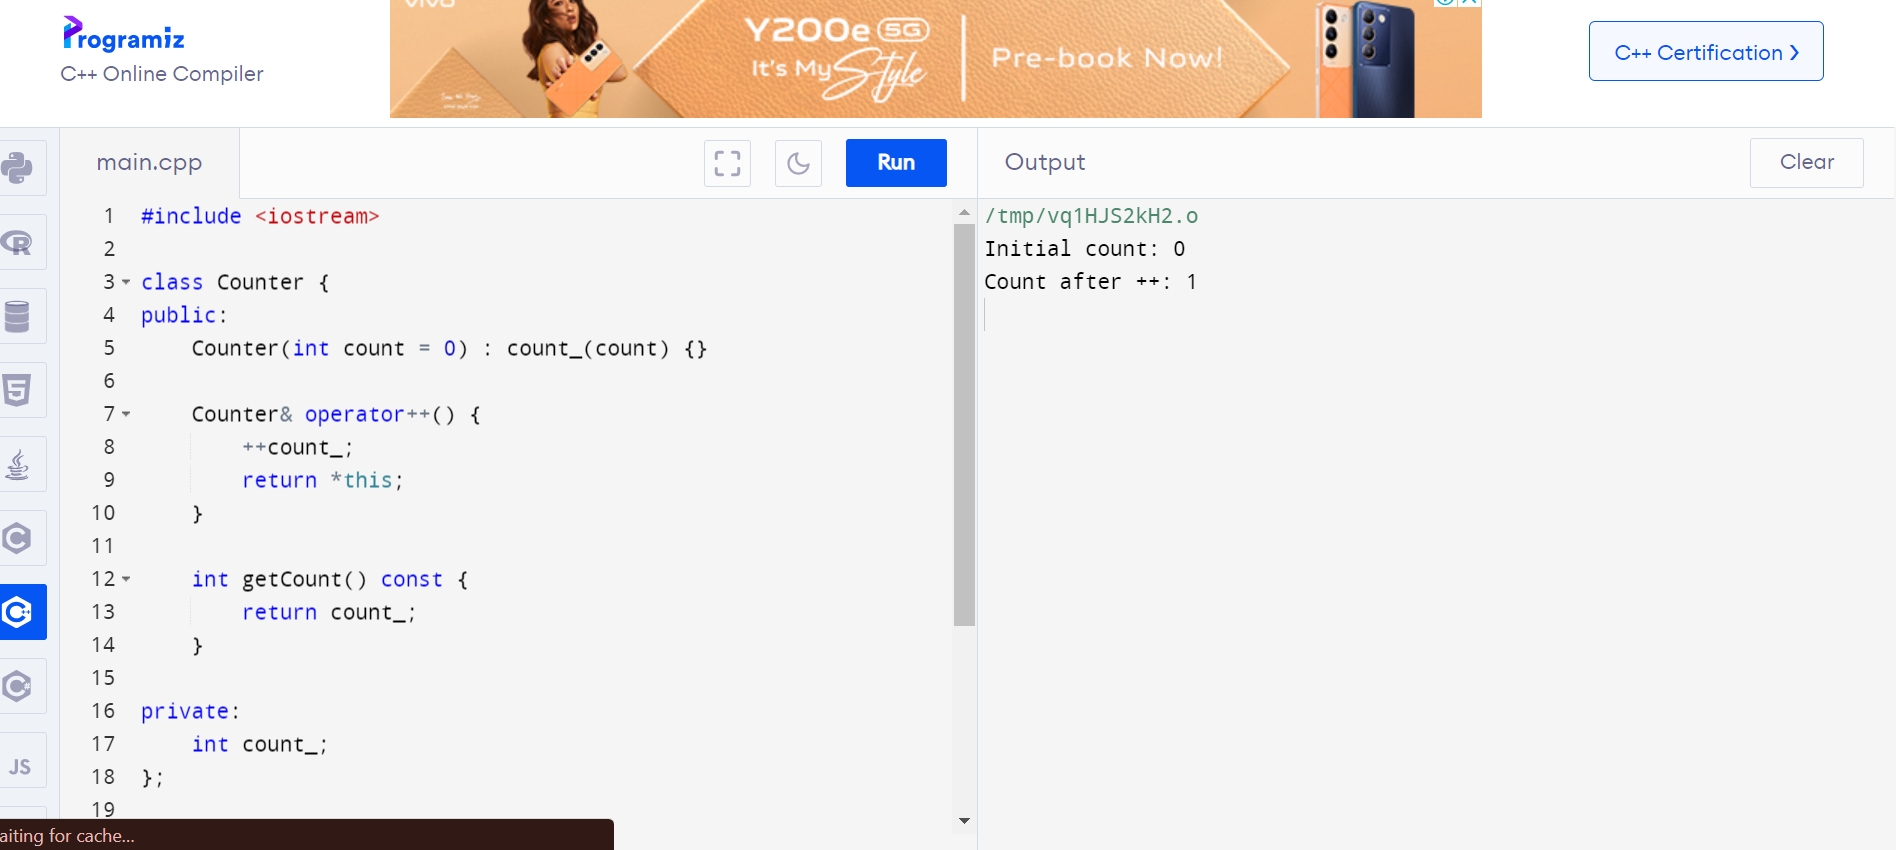 Programiz
C++ Online Compiler
vivo
Y200e 5G
It's My Style
Pre-book Now!
C++ Certification
main.cpp
Run
Output
Clear
1 #include <iostream>
2
3 class Counter {
4 public:
5     Counter(int count = 0) : count_(count) {}
6
7     Counter& operator++() {
8         ++count_;
9         return *this;
10     }
11
12     int getCount() const {
13         return count_;
14     }
15
16 private:
17     int count_;
18 };
19
/tmp/vq1HJS2kH2.o
Initial count: 0
Count after ++: 1
R
5
C
C++
C#
JS
aiting for cache...